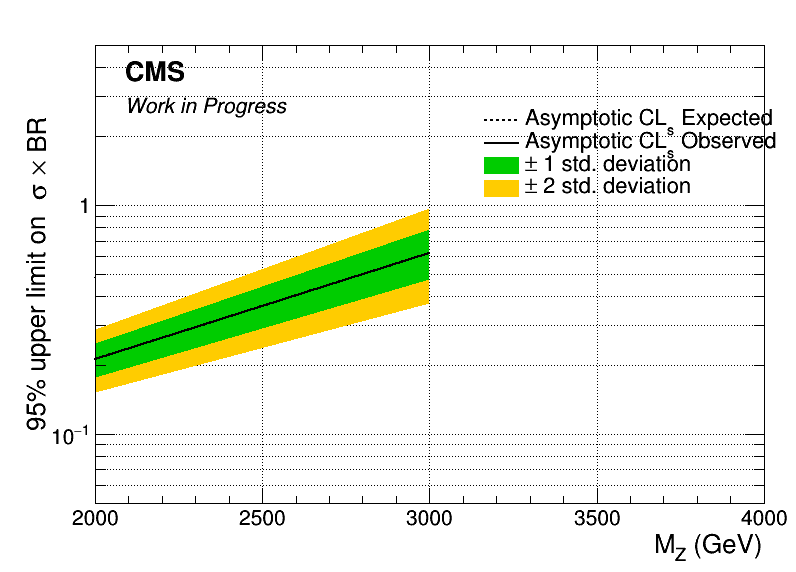 CMS
Work in Progress
Asymptotic CLs Expected
Asymptotic CLs Observed
± 1 std. deviation
± 2 std. deviation
95% upper limit on σ × BR
1
10⁻¹
2000 2500 3000 3500 4000
M_Z (GeV)